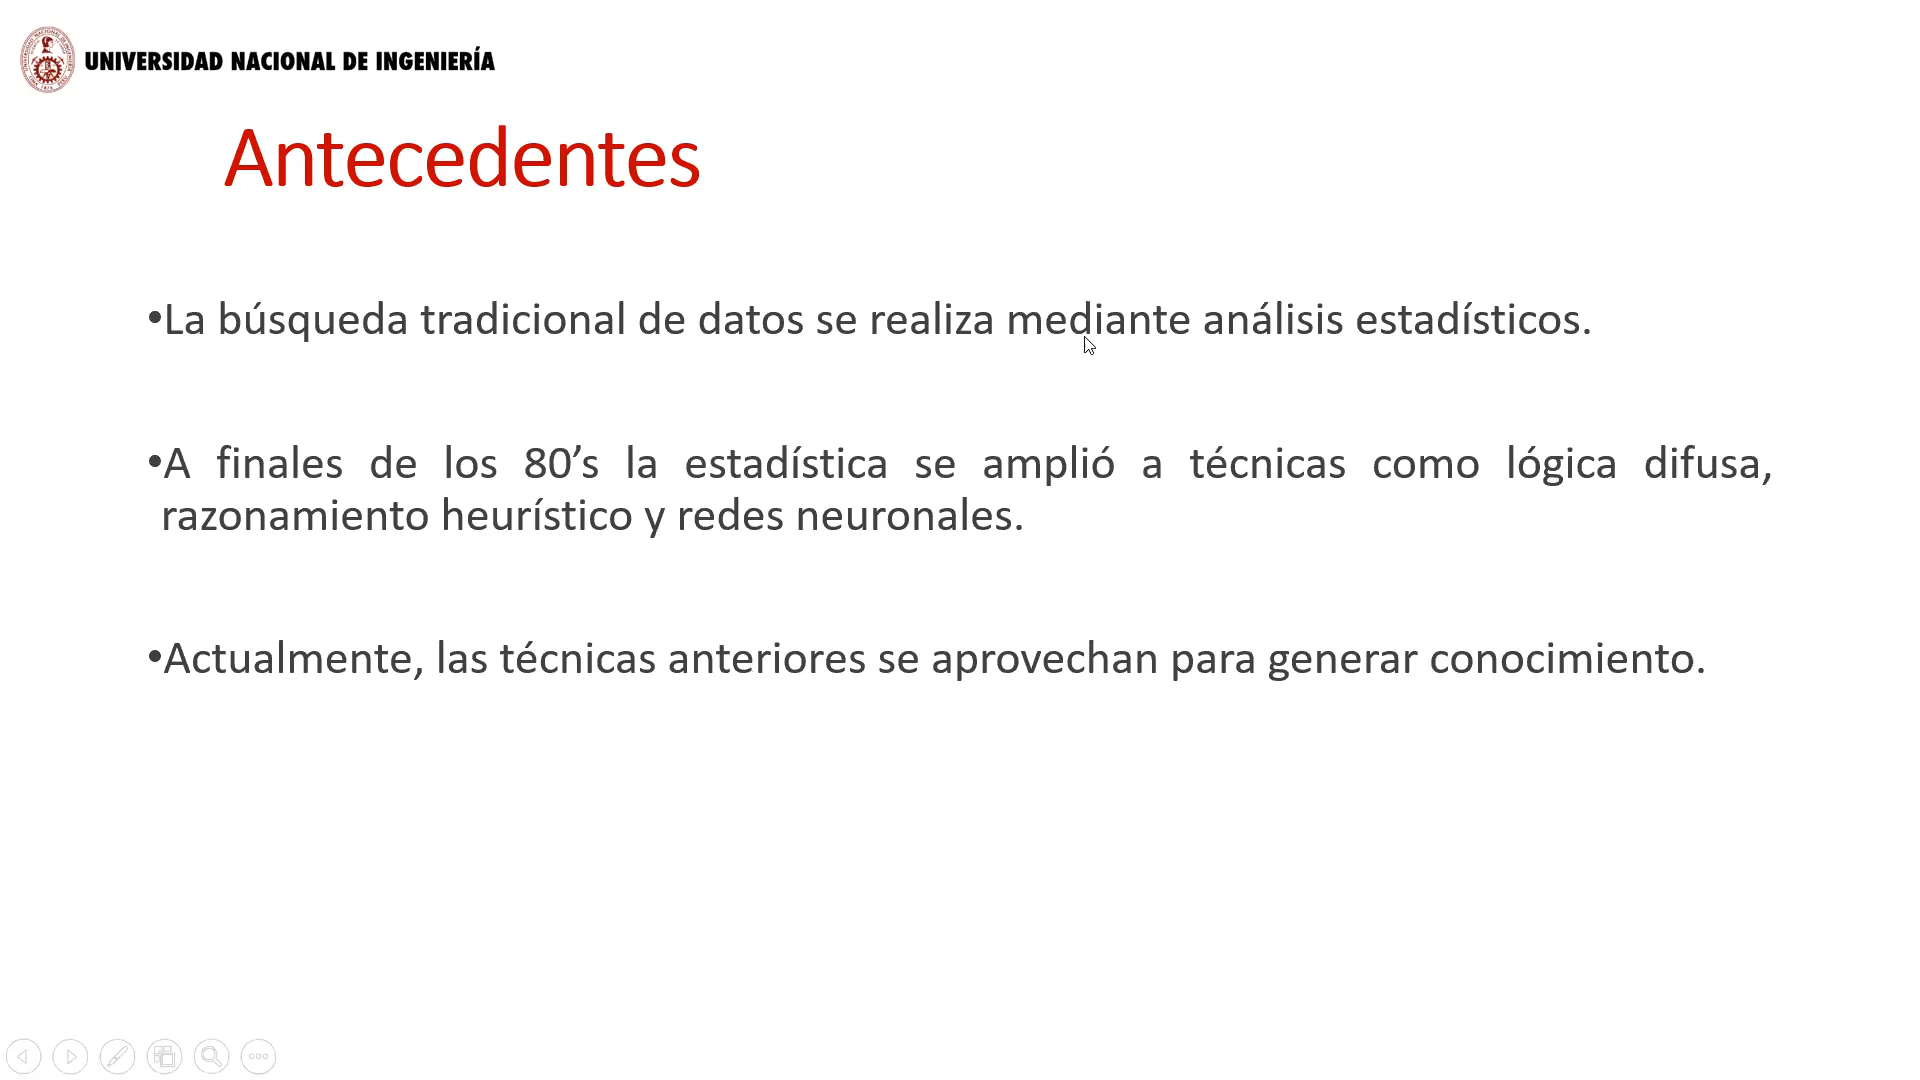 UNIVERSIDAD NACIONAL DE INGENIERÍA
Antecedentes
•La búsqueda tradicional de datos se realiza mediante análisis estadísticos.
•A finales de los 80’s la estadística se amplió a técnicas como lógica difusa,
razonamiento heurístico y redes neuronales.
•Actualmente, las técnicas anteriores se aprovechan para generar conocimiento.